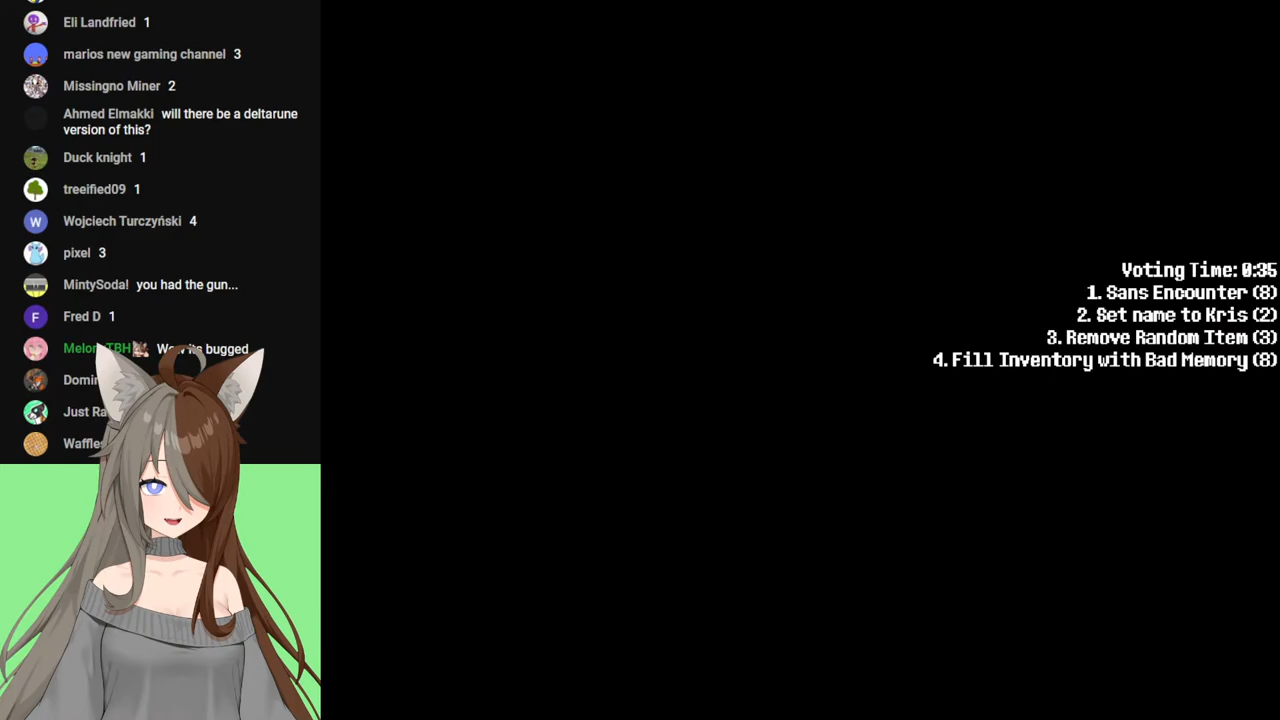 Eli Landfried 1
marios new gaming channel 3
Missingno Miner 2
Ahmed Elmakki will there be a deltarune
version of this?
Duck knight 1
treeified09 1
W Wojciech Turczyński 4
pixel 3
MintySoda! you had the gun...
F Fred D 1
its bugged
Voting Time: 0:35
1. Sans Encounter (8)
2. Set name to Kris (2)
3. Remove Random Item (3)
4. Fill Inventory with Bad Memory (8)